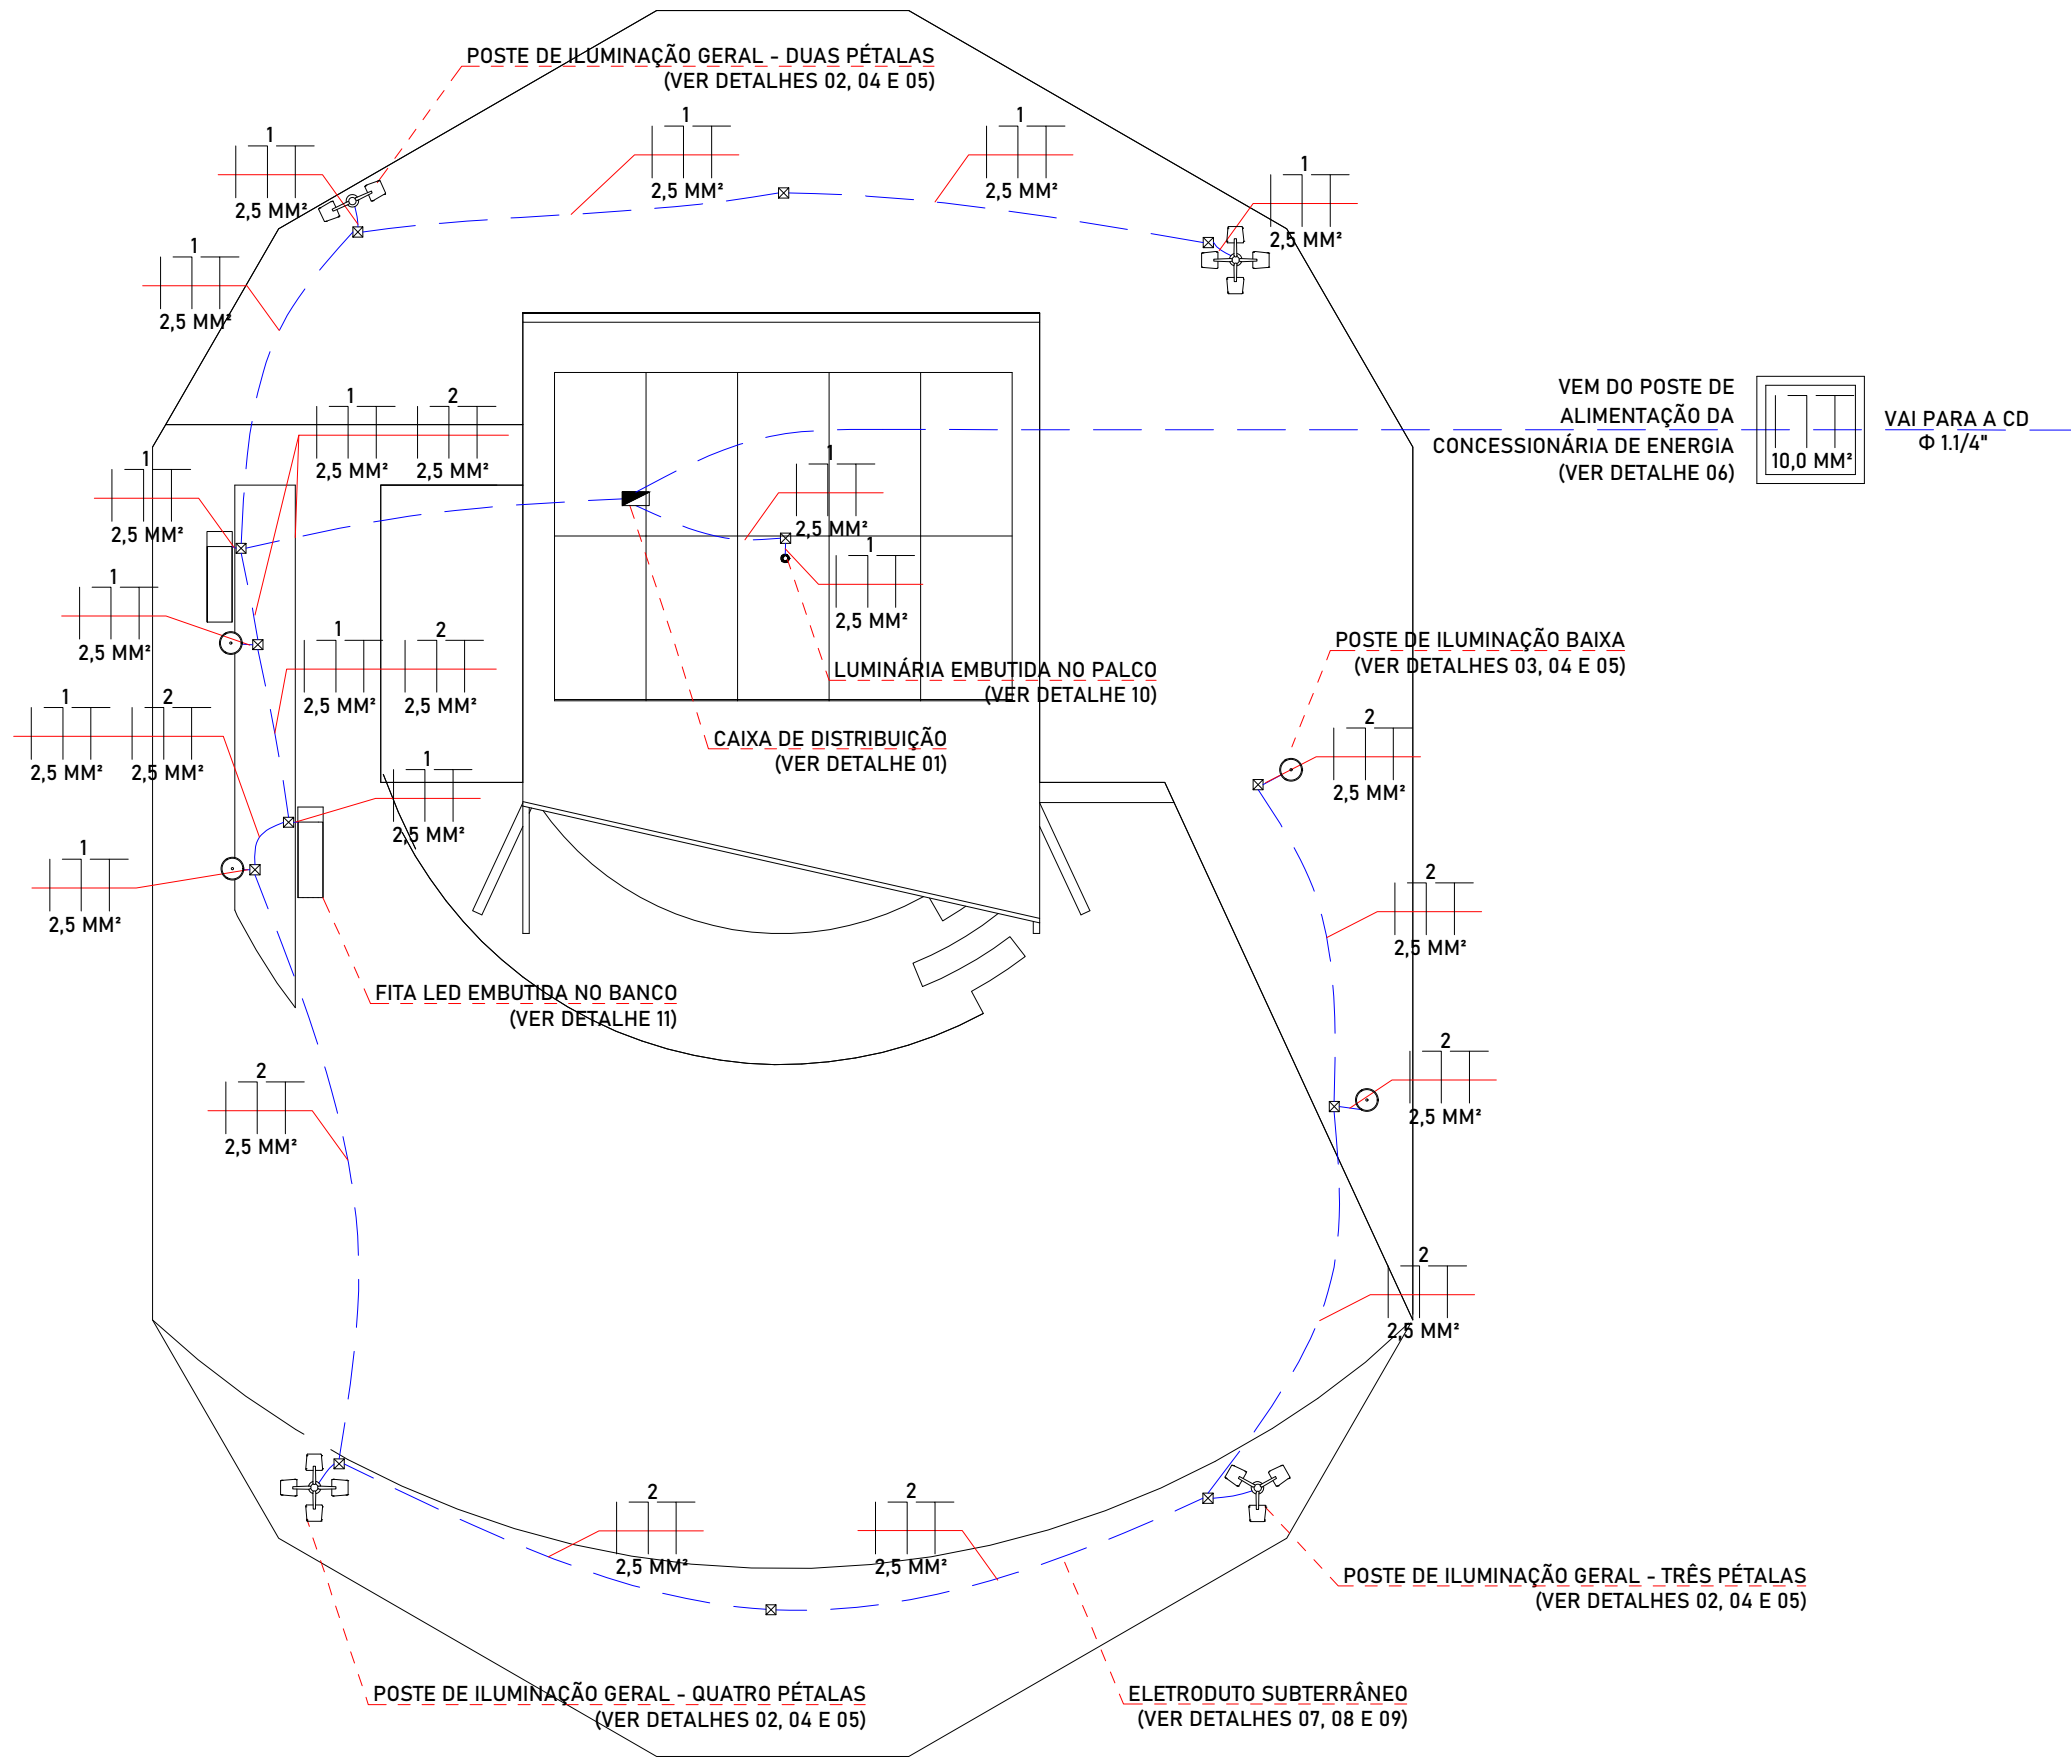 POSTE DE ILUMINAÇÃO GERAL - DUAS PÉTALAS
(VER DETALHES 02, 04 E 05)
1
2,5 MM²
1
2,5 MM²
1
2,5 MM²
1
2,5 MM²
1
2,5 MM²
VEM DO POSTE DE
ALIMENTAÇÃO DA
CONCESSIONÁRIA DE ENERGIA
(VER DETALHE 06)
10,0 MM²
VAI PARA A CD
Φ 1.1/4"
1 2
2,5 MM² 2,5 MM²
1
2,5 MM²
1
2,5 MM²
1
2,5 MM²
1
2,5 MM²
1 2
2,5 MM² 2,5 MM²
LUMINÁRIA EMBUTIDA NO PALCO
(VER DETALHE 10)
POSTE DE ILUMINAÇÃO BAIXA
(VER DETALHES 03, 04 E 05)
1 2
2,5 MM² 2,5 MM²
CAIXA DE DISTRIBUIÇÃO
(VER DETALHE 01)
2
2,5 MM²
1
2,5 MM²
1
2,5 MM²
2
2,5 MM²
FITA LED EMBUTIDA NO BANCO
(VER DETALHE 11)
2
2,5 MM²
2
2,5 MM²
2
2,5 MM²
2
2,5 MM²
2
2,5 MM²
POSTE DE ILUMINAÇÃO GERAL - TRÊS PÉTALAS
(VER DETALHES 02, 04 E 05)
POSTE DE ILUMINAÇÃO GERAL - QUATRO PÉTALAS
(VER DETALHES 02, 04 E 05)
ELETRODUTO SUBTERRÂNEO
(VER DETALHES 07, 08 E 09)